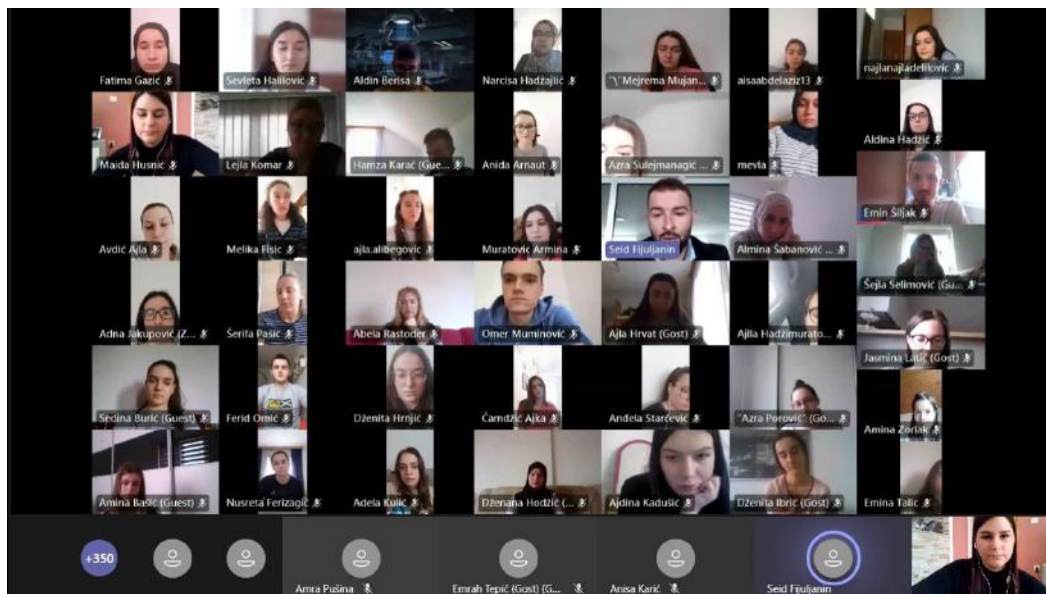 Fatima Gazić
Sevleta Halilović
Aldin Berisa
Narcisa Hadžajlić
"\"Mejrema Mujan...
aisaabdelaziz13
najlanajladelilovic
Maida Husnić
Lejla Komar
Hamza Karać (Gue...
Anida Arnaut
Azra Sulejmanagić ...
mevla
Aldina Hadžić
Avdić Ajla
Melika Fisic
ajla.alibegovic
Muratovic Armina
Seid Fijuljanin
Almina Šabanović ...
Emin Šiljak
Šejla Selimović (Gu...
Adna Jakupović (Z...
Šerifa Pašić
Abela Rastoder
Omer Muminović
Ajla Hrvat (Gost)
Ajlla Hadžimurato...
Jasmina Latić (Gost)
Sedina Burić (Guest)
Ferid Omić
Dženita Hrnjić
Čamdžić Ajka
Anđela Starčević
"Azra Porović" (Go...
Amina Zorlak
Amina Bašić (Guest)
Nusreta Ferizagić
Adela Kulić
Dženana Hodžić (...
Ajdina Kadušić
Dženita Ibrić (Gost)
Emina Talic
+350
Amra Pušina
Emrah Tepić (Gost) (G...
Anisa Karić
Seid Fijuljanin